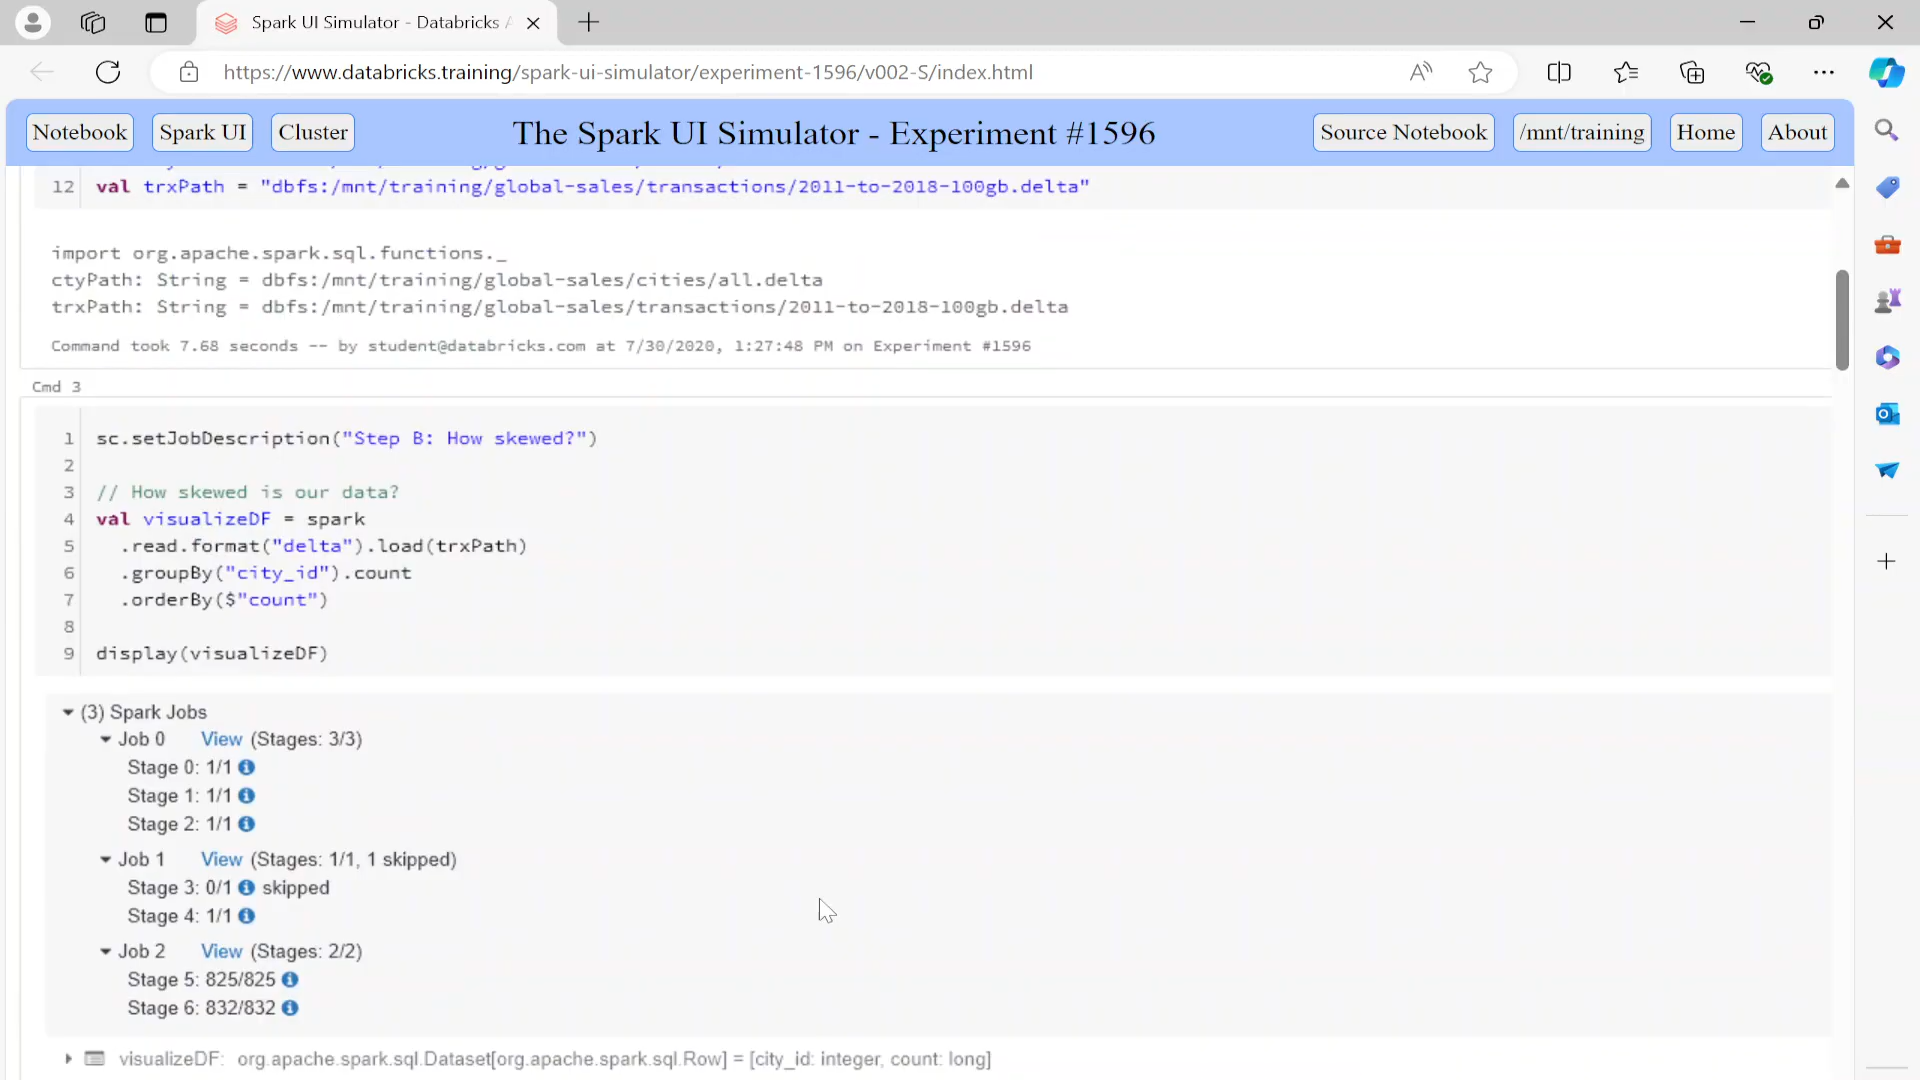 Spark UI Simulator - Databricks
https://www.databricks.training/spark-ui-simulator/experiment-1596/v002-S/index.html
Notebook Spark UI Cluster The Spark UI Simulator - Experiment #1596 Source Notebook /mnt/training Home About
12 val trxPath = "dbfs:/mnt/training/global-sales/transactions/2011-to-2018-100gb.delta"
import org.apache.spark.sql.functions._
ctyPath: String = dbfs:/mnt/training/global-sales/cities/all.delta
trxPath: String = dbfs:/mnt/training/global-sales/transactions/2011-to-2018-100gb.delta
Command took 7.68 seconds -- by student@databricks.com at 7/30/2020, 1:27:48 PM on Experiment #1596
Cmd 3
1 sc.setJobDescription("Step B: How skewed?")
2
3 // How skewed is our data?
4 val visualizeDF = spark
5 .read.format("delta").load(trxPath)
6 .groupBy("city_id").count
7 .orderBy($"count")
8
9 display(visualizeDF)
(3) Spark Jobs
Job 0 View (Stages: 3/3)
Stage 0: 1/1
Stage 1: 1/1
Stage 2: 1/1
Job 1 View (Stages: 1/1, 1 skipped)
Stage 3: 0/1 skipped
Stage 4: 1/1
Job 2 View (Stages: 2/2)
Stage 5: 825/825
Stage 6: 832/832
visualizeDF: org.apache.spark.sql.Dataset[org.apache.spark.sql.Row] = [city_id: integer, count: long]